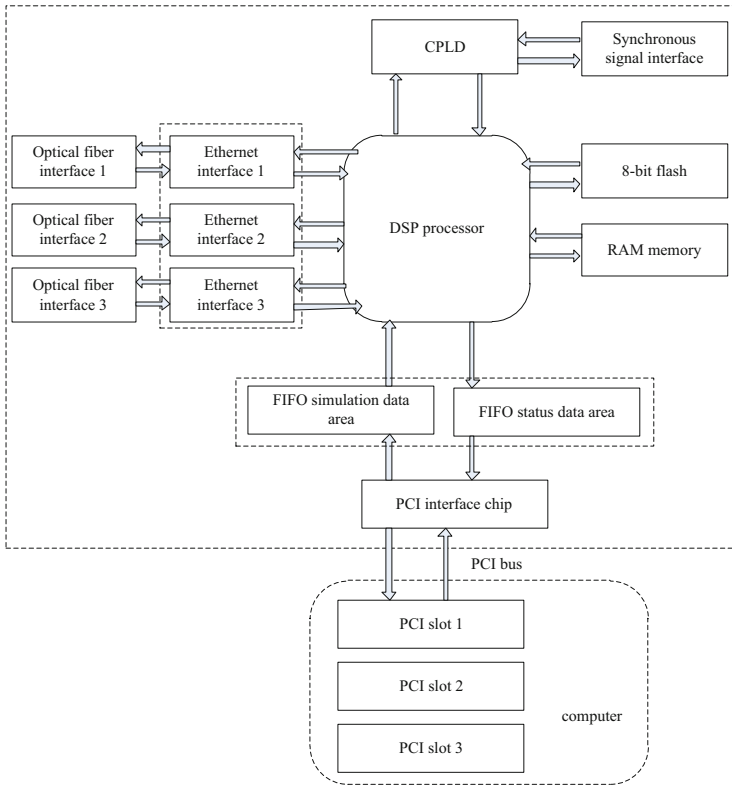 CPLD
Synchronous
signal interface
Optical fiber
interface 1
Ethernet
interface 1
8-bit flash
DSP processor
Optical fiber
interface 2
Ethernet
interface 2
RAM memory
Optical fiber
interface 3
Ethernet
interface 3
FIFO simulation data
area
FIFO status data area
PCI interface chip
PCI bus
PCI slot 1
PCI slot 2
computer
PCI slot 3